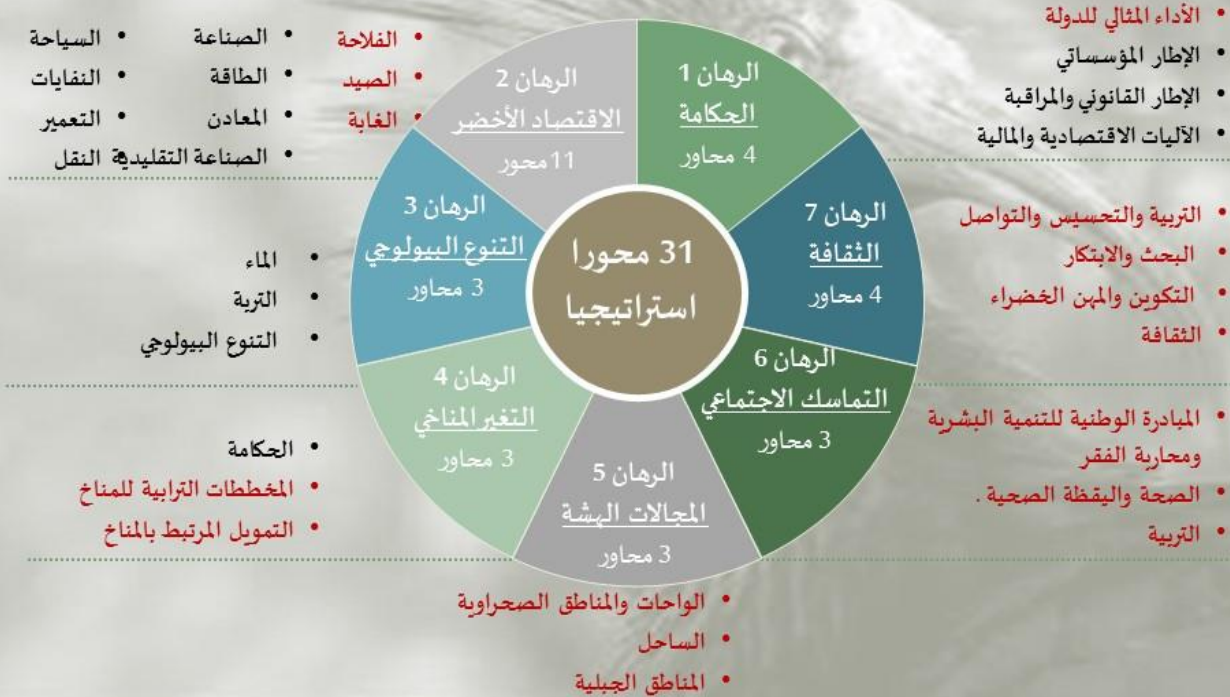 31 محورا
استراتيجيا
الرهان 1
الحكامة
4 محاور
• الأداء المثالي للدولة
• الإطار المؤسساتي
• الإطار القانوني والمراقبة
• الآليات الاقتصادية والمالية
الرهان 2
الاقتصاد الأخضر
11 محور
• الفلاحة
• الصيد
• الغابة
• الصناعة
• الطاقة
• المعادن
• الصناعة التقليدية
• السياحة
• النفايات
• التعمير
• النقل
الرهان 3
التنوع البيولوجي
3 محاور
• الماء
• التربة
• التنوع البيولوجي
الرهان 4
التغير المناخي
3 محاور
• الحكامة
• المخططات الترابية للمناخ
• التمويل المرتبط بالمناخ
الرهان 5
المجالات الهشة
3 محاور
• الواحات والمناطق الصحراوية
• الساحل
• المناطق الجبلية
الرهان 6
التماسك الاجتماعي
3 محاور
• المبادرة الوطنية للتنمية البشرية
ومحاربة الفقر
• الصحة واليقظة الصحية .
• التربية
الرهان 7
الثقافة
4 محاور
• التربية والتحسيس والتواصل
• البحث والابتكار
• التكوين والمهن الخضراء
• الثقافة